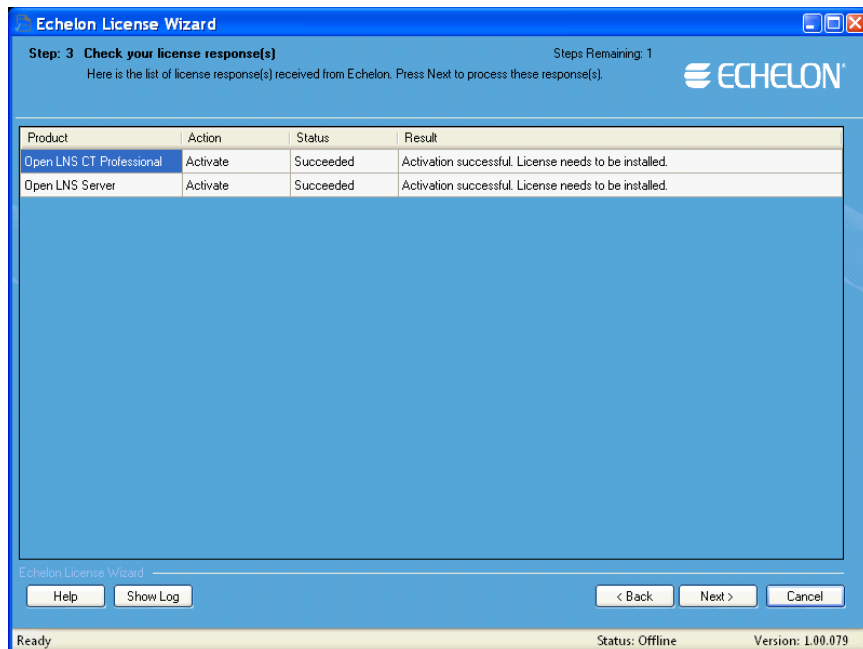 Echelon License Wizard
Step: 3 Check your license response(s) Steps Remaining: 1
Here is the list of license response(s) received from Echelon. Press Next to process these response(s).
ECHELON
Product Action Status Result
Open LNS CT Professional Activate Succeeded Activation successful. License needs to be installed.
Open LNS Server Activate Succeeded Activation successful. License needs to be installed.
Echelon License Wizard
Help Show Log < Back Next > Cancel
Ready Status: Offline Version: 1.00.079